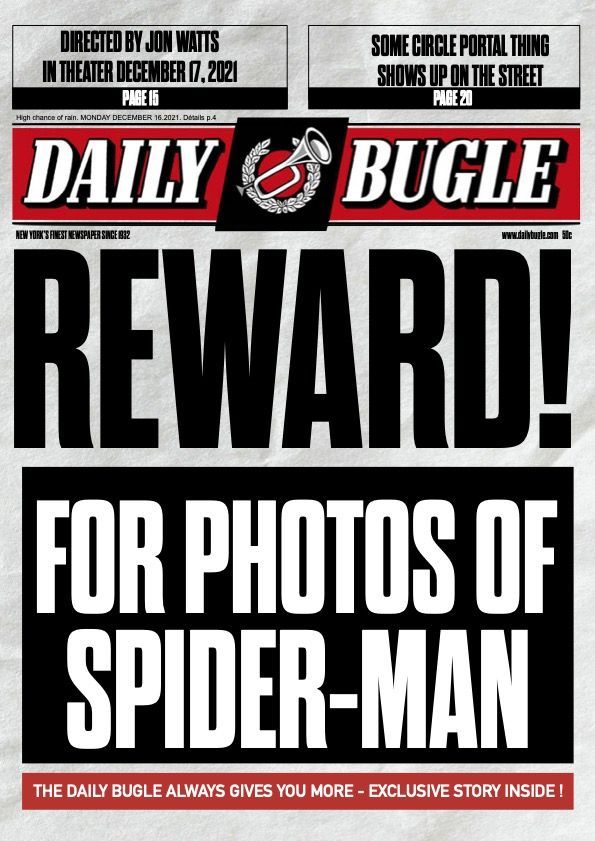 DIRECTED BY JON WATTS
IN THEATER DECEMBER 17, 2021
PAGE 15
SOME CIRCLE PORTAL THING
SHOWS UP ON THE STREET
PAGE 20
High chance of rain. MONDAY DECEMBER 16.2021. Détails p.4
DAILY BUGLE
NEW YORK'S FINEST NEWSPAPER SINCE 1932
www.dailybugle.com 50c
REWARD!
FOR PHOTOS OF
SPIDER-MAN
THE DAILY BUGLE ALWAYS GIVES YOU MORE - EXCLUSIVE STORY INSIDE !